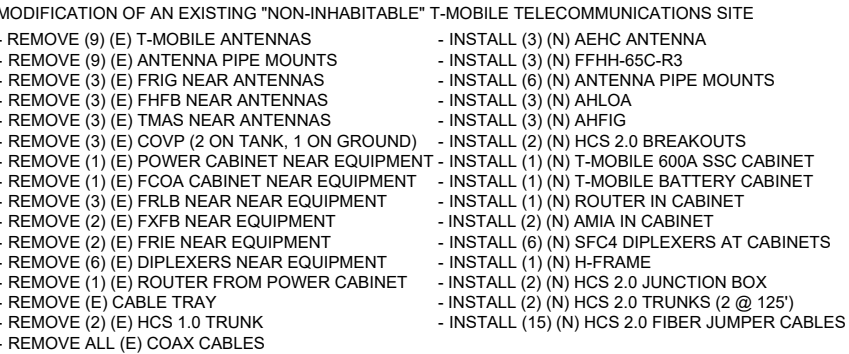 MODIFICATION OF AN EXISTING "NON-INHABITABLE" T-MOBILE TELECOMMUNICATIONS SITE
- REMOVE (9) (E) T-MOBILE ANTENNAS
- REMOVE (9) (E) ANTENNA PIPE MOUNTS
- REMOVE (3) (E) FRIG NEAR ANTENNAS
- REMOVE (3) (E) FHFB NEAR ANTENNAS
- REMOVE (3) (E) TMAS NEAR ANTENNAS
- REMOVE (3) (E) COVP (2 ON TANK, 1 ON GROUND)
- REMOVE (1) (E) POWER CABINET NEAR EQUIPMENT
- REMOVE (1) (E) FCOA CABINET NEAR EQUIPMENT
- REMOVE (3) (E) FRLB NEAR NEAR EQUIPMENT
- REMOVE (2) (E) FXFB NEAR EQUIPMENT
- REMOVE (2) (E) FRIE NEAR EQUIPMENT
- REMOVE (6) (E) DIPLEXERS NEAR EQUIPMENT
- REMOVE (1) (E) ROUTER FROM POWER CABINET
- REMOVE (E) CABLE TRAY
- REMOVE (2) (E) HCS 1.0 TRUNK
- REMOVE ALL (E) COAX CABLES
- INSTALL (3) (N) AEHC ANTENNA
- INSTALL (3) (N) FFHH-65C-R3
- INSTALL (6) (N) ANTENNA PIPE MOUNTS
- INSTALL (3) (N) AHLOA
- INSTALL (3) (N) AHFIG
- INSTALL (2) (N) HCS 2.0 BREAKOUTS
- INSTALL (1) (N) T-MOBILE 600A SSC CABINET
- INSTALL (1) (N) T-MOBILE BATTERY CABINET
- INSTALL (1) (N) ROUTER IN CABINET
- INSTALL (2) (N) AMIA IN CABINET
- INSTALL (6) (N) SFC4 DIPLEXERS AT CABINETS
- INSTALL (1) (N) H-FRAME
- INSTALL (2) (N) HCS 2.0 JUNCTION BOX
- INSTALL (2) (N) HCS 2.0 TRUNKS (2 @ 125')
- INSTALL (15) (N) HCS 2.0 FIBER JUMPER CABLES